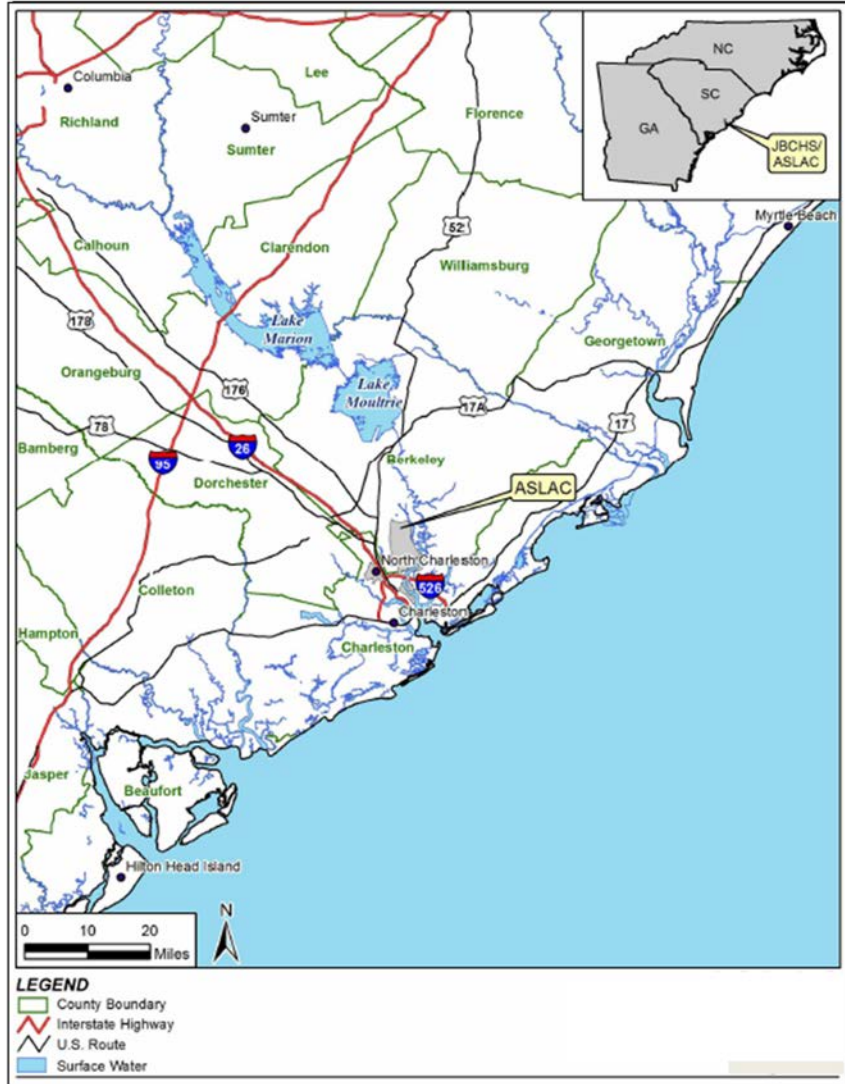 NC
SC
GA
JBCHS/
ASLAC
Columbia
Lee
Richland
Sumter
Sumter
Florence
Myrtle Beach
52
Calhoun
Clarendon
Williamsburg
178
Lake
Marion
Georgetown
Orangeburg
176
Lake
Moultrie
17A
17
78
Bamberg
95
26
Berkeley
Dorchester
ASLAC
North Charleston
526
Colleton
Charleston
Hampton
Charleston
Jasper
Beaufort
Hilton Head Island
N
0 10 20
Miles
LEGEND
County Boundary
Interstate Highway
U.S. Route
Surface Water